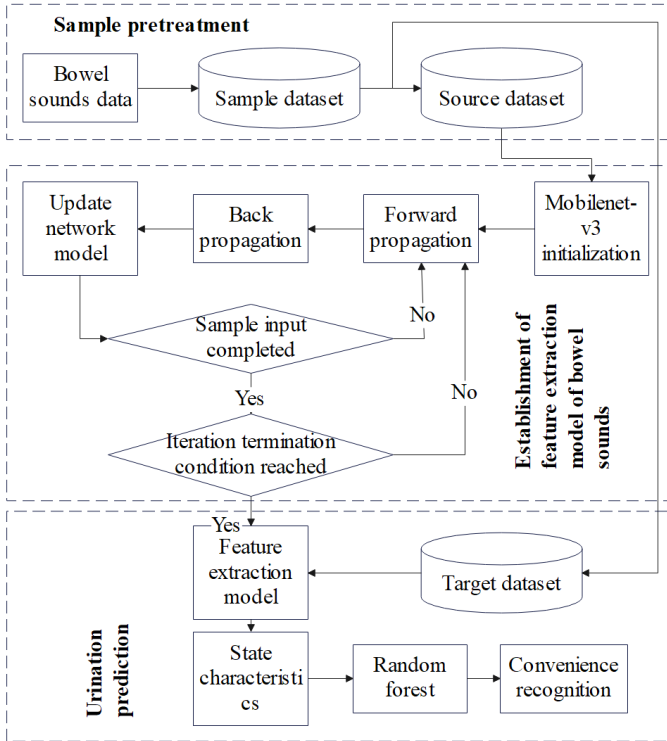 Sample pretreatment
Bowel
sounds data
Sample dataset
Source dataset
Update
network
model
Back
propagation
Forward
propagation
Mobilenet-
v3
initialization
Sample input
completed
No
Yes
No
Iteration termination
condition reached
Establishment of
feature extraction
model of bowel
sounds
Yes
Feature
extraction
model
Target dataset
State
characteristi
cs
Random
forest
Convenience
recognition
Urination
prediction